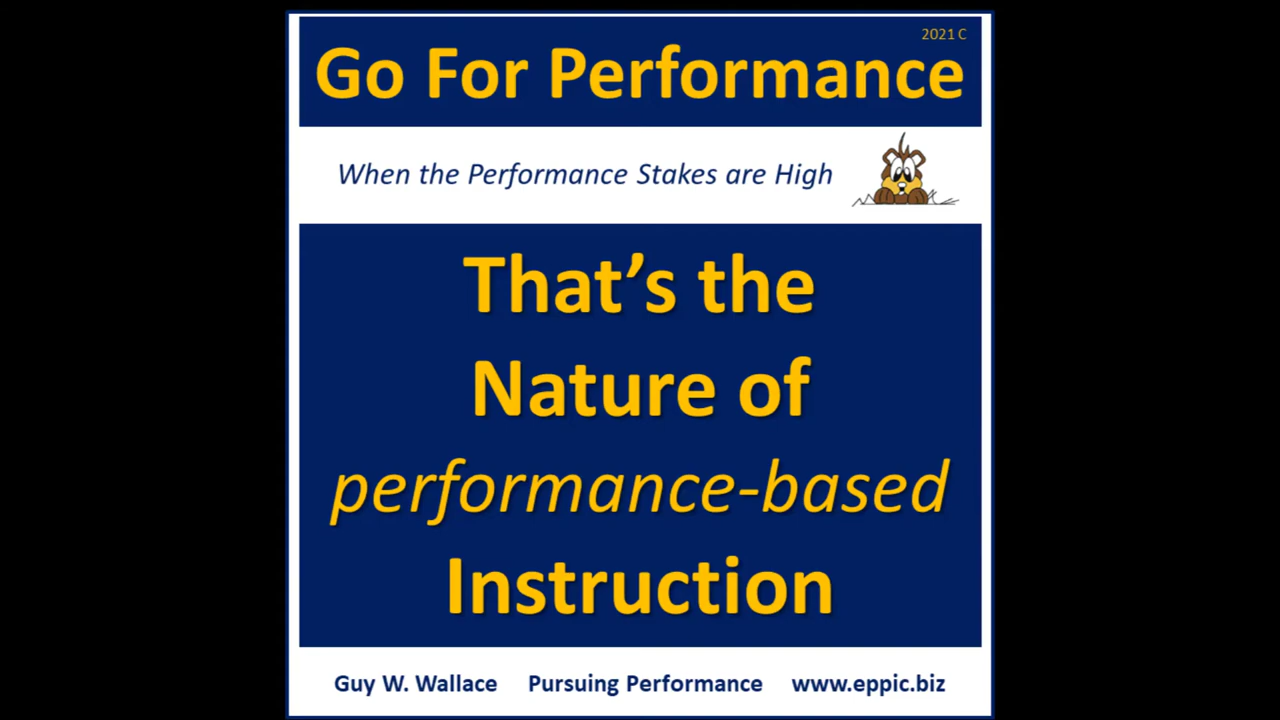 2021 C
Go For Performance
When the Performance Stakes are High
That’s the
Nature of
performance-based
Instruction
Guy W. Wallace Pursuing Performance www.eppic.biz